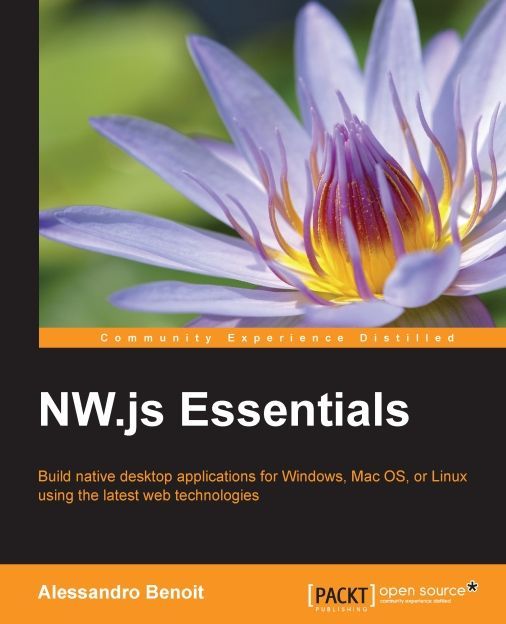 Community Experience Distilled
NW.js Essentials
Build native desktop applications for Windows, Mac OS, or Linux
using the latest web technologies
Alessandro Benoit
[PACKT] open source*
PUBLISHING community experience distilled